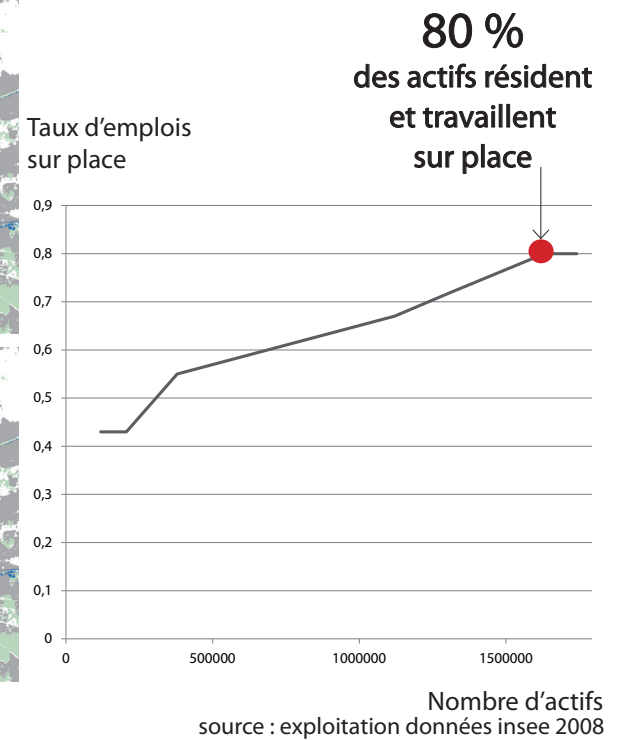 80 %
des actifs résident
et travaillent
sur place
Taux d’emplois
sur place
0,9
0,8
0,7
0,6
0,5
0,4
0,3
0,2
0,1
0
0 500000 1000000 1500000
Nombre d’actifs
source : exploitation données insee 2008